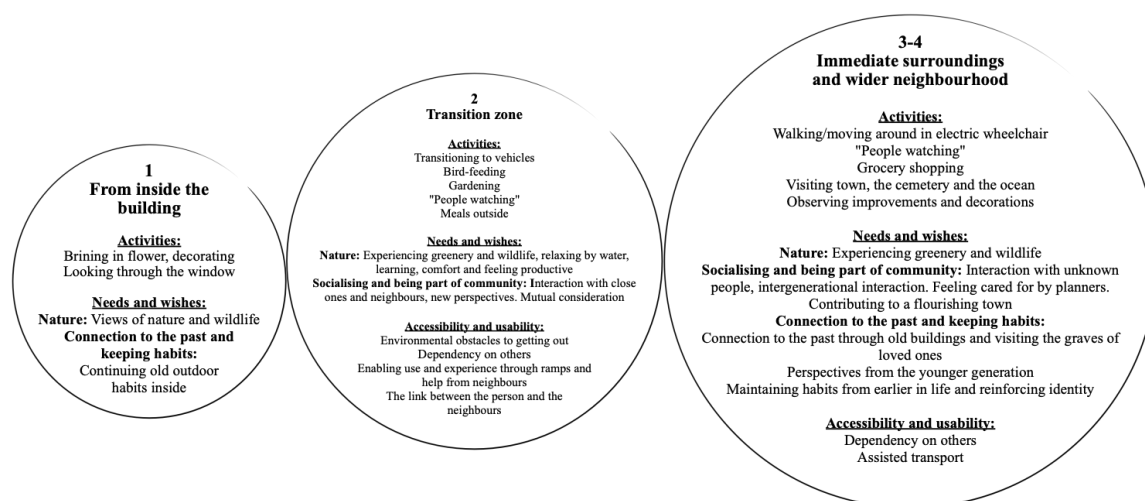 1
From inside the
building
Activities:
Brining in flower, decorating
Looking through the window
Needs and wishes:
Nature: Views of nature and wildlife
Connection to the past and
keeping habits:
Continuing old outdoor
habits inside
2
Transition zone
Activities:
Transitioning to vehicles
Bird-feeding
Gardening
"People watching"
Meals outside
Needs and wishes:
Nature: Experiencing greenery and wildlife, relaxing by water,
learning, comfort and feeling productive
Socialising and being part of community: Interaction with close
ones and neighbours, new perspectives. Mutual consideration
Accessibility and usability:
Environmental obstacles to getting out
Dependency on others
Enabling use and experience through ramps and
help from neighbours
The link between the person and the
neighbours
3-4
Immediate surroundings
and wider neighbourhood
Activities:
Walking/moving around in electric wheelchair
"People watching"
Grocery shopping
Visiting town, the cemetery and the ocean
Observing improvements and decorations
Needs and wishes:
Nature: Experiencing greenery and wildlife
Socialising and being part of community: Interaction with unknown
people, intergenerational interaction. Feeling cared for by planners.
Contributing to a flourishing town
Connection to the past and keeping habits:
Connection to the past through old buildings and visiting the graves of
loved ones
Perspectives from the younger generation
Maintaining habits from earlier in life and reinforcing identity
Accessibility and usability:
Dependency on others
Assisted transport